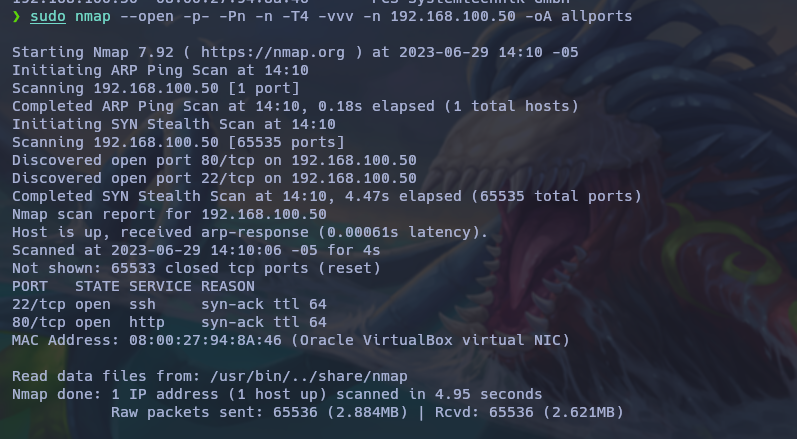 ❯ sudo nmap --open -p- -Pn -n -T4 -vvv -n 192.168.100.50 -oA allports
Starting Nmap 7.92 ( https://nmap.org ) at 2023-06-29 14:10 -05
Initiating ARP Ping Scan at 14:10
Scanning 192.168.100.50 [1 port]
Completed ARP Ping Scan at 14:10, 0.18s elapsed (1 total hosts)
Initiating SYN Stealth Scan at 14:10
Scanning 192.168.100.50 [65535 ports]
Discovered open port 80/tcp on 192.168.100.50
Discovered open port 22/tcp on 192.168.100.50
Completed SYN Stealth Scan at 14:10, 4.47s elapsed (65535 total ports)
Nmap scan report for 192.168.100.50
Host is up, received arp-response (0.00061s latency).
Scanned at 2023-06-29 14:10:06 -05 for 4s
Not shown: 65533 closed tcp ports (reset)
PORT   STATE SERVICE REASON
22/tcp open  ssh     syn-ack ttl 64
80/tcp open  http    syn-ack ttl 64
MAC Address: 08:00:27:94:8A:46 (Oracle VirtualBox virtual NIC)
Read data files from: /usr/bin/../share/nmap
Nmap done: 1 IP address (1 host up) scanned in 4.95 seconds
           Raw packets sent: 65536 (2.884MB) | Rcvd: 65536 (2.621MB)